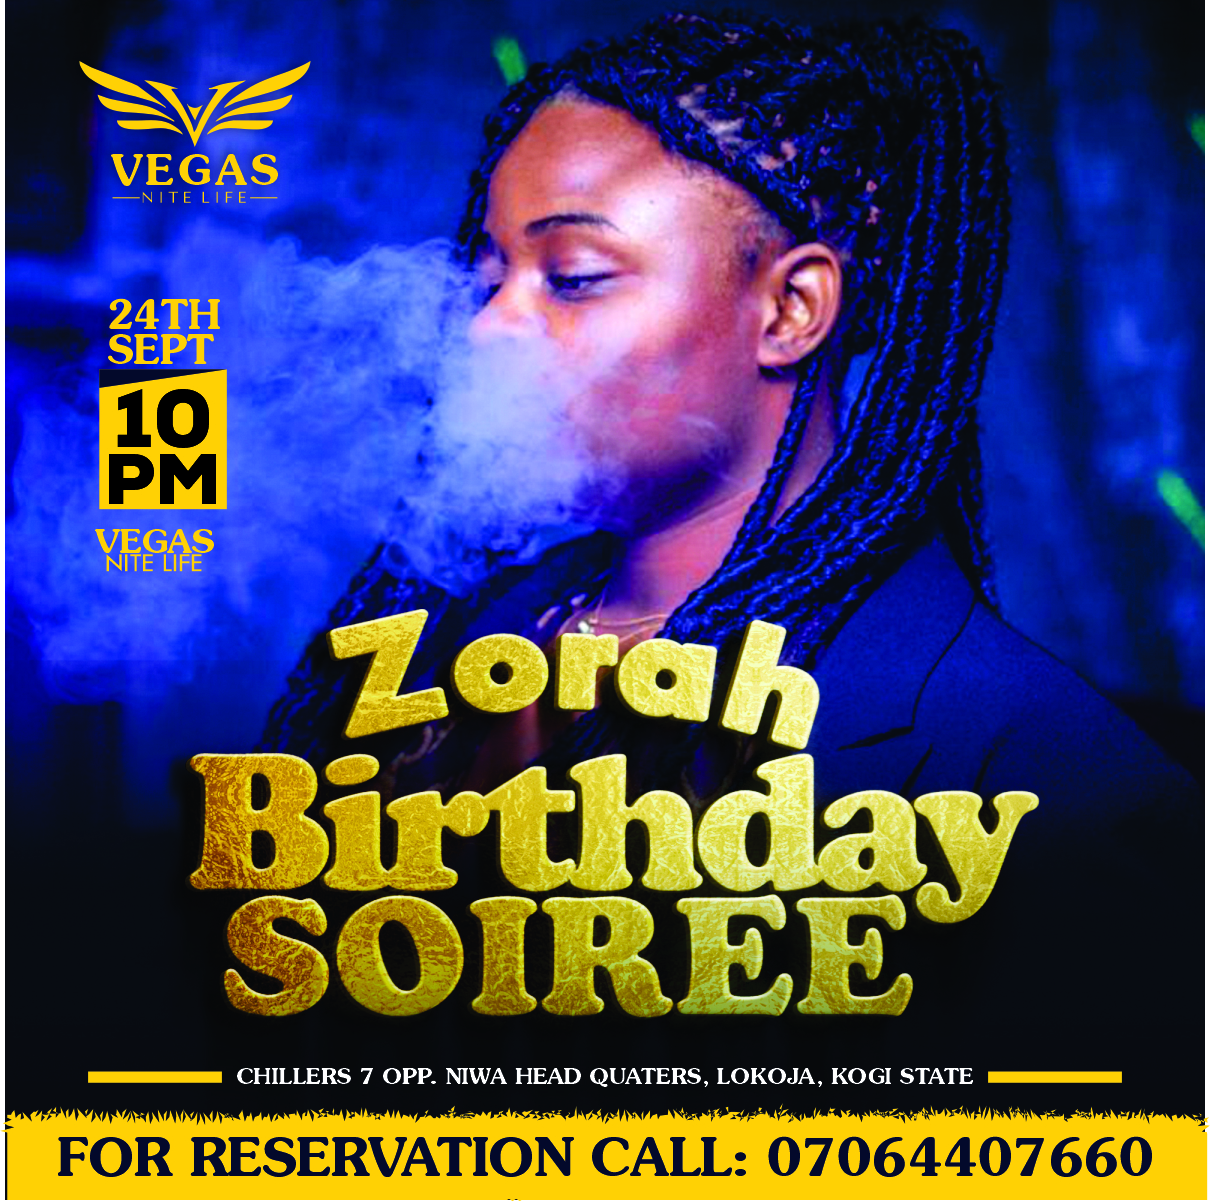 VEGAS
NITE LIFE
24TH
SEPT
10
PM
VEGAS
NITE LIFE
Zorah
Birthday
SOIREE
CHILLERS 7 OPP. NIWA HEAD QUATERS, LOKOJA, KOGI STATE
FOR RESERVATION CALL: 07064407660